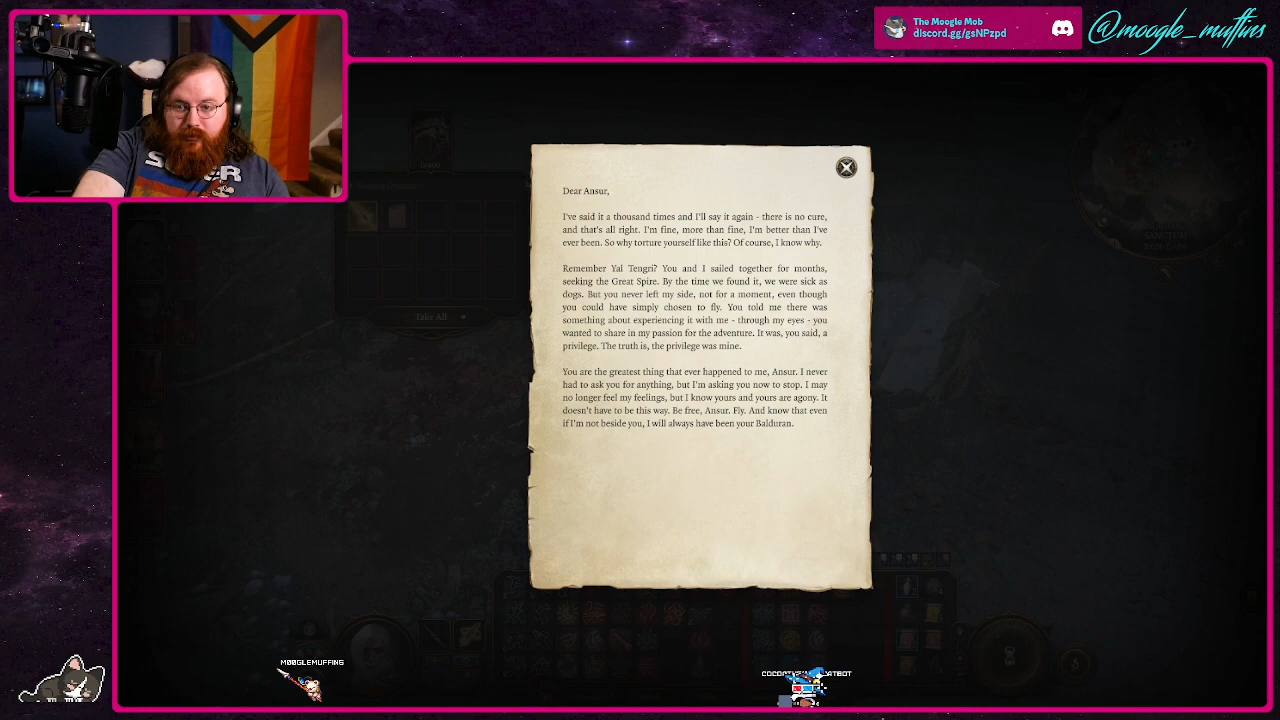 The Moogle Mob
discord.gg/gsNPzpd
@moogle_muffins
Dear Ansur,
I've said it a thousand times and I'll say it again - there is no cure,
and that's all right. I'm fine, more than fine, I'm better than I've
ever been. So why torture yourself like this? Of course, I know why.
Remember Yal Tengri? You and I sailed together for months,
seeking the Great Spire. By the time we found it, we were sick as
dogs. But you never left my side, not for a moment, even though
you could have simply chosen to fly. You told me there was
something about experiencing it with me - through my eyes - you
wanted to share in my passion for the adventure. It was, you said, a
privilege. The truth is, the privilege was mine.
You are the greatest thing that ever happened to me, Ansur. I never
had to ask you for anything, but I'm asking you now to stop. I may
no longer feel my feelings, but I know yours and yours are agony. It
doesn't have to be this way. Be free, Ansur. Fly. And know that even
if I'm not beside you, I will always have been your Balduran.
Take All
M00GLEMUFFINS